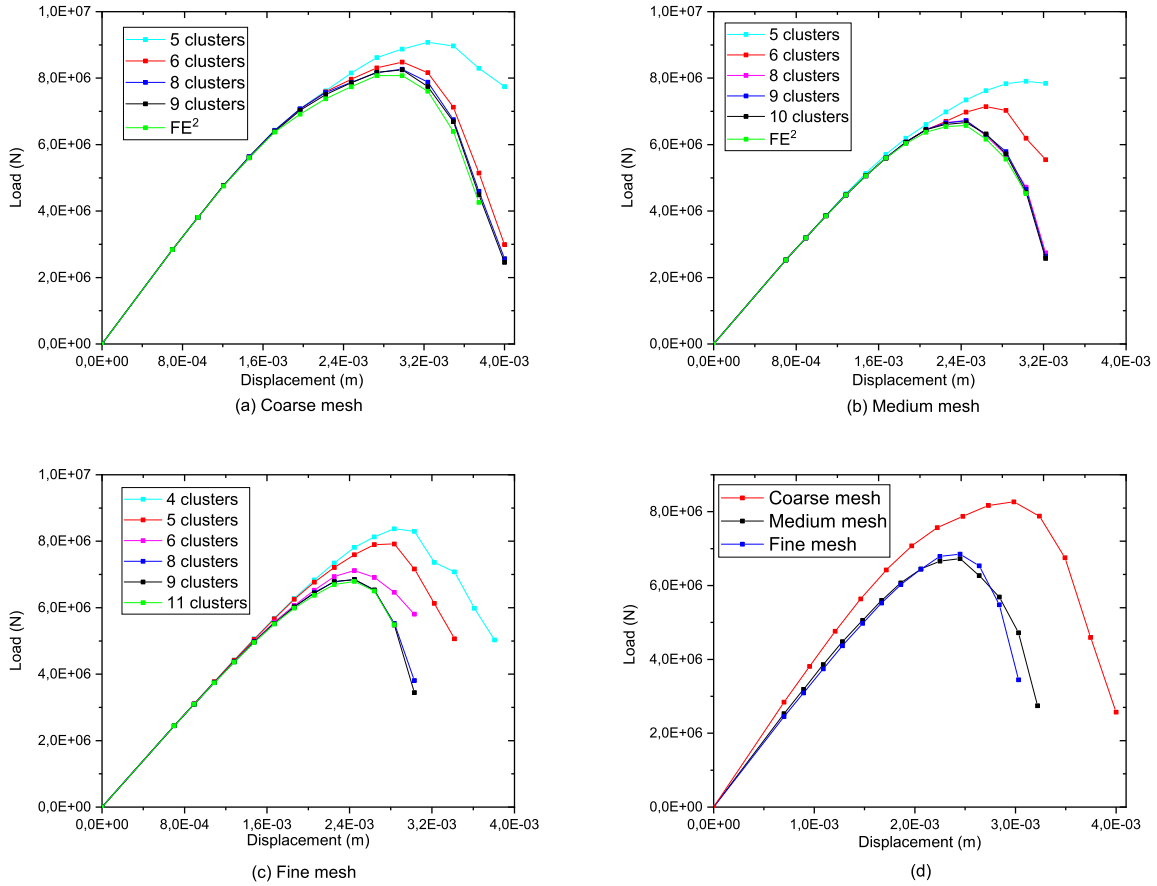 1,0E+07
8,0E+06
6,0E+06
4,0E+06
2,0E+06
0,0E+00
Load (N)
5 clusters
6 clusters
8 clusters
9 clusters
FE²
0,0E+00 8,0E-04 1,6E-03 2,4E-03 3,2E-03 4,0E-03
Displacement (m)
(a) Coarse mesh
1,0E+07
8,0E+06
6,0E+06
4,0E+06
2,0E+06
0,0E+00
Load (N)
5 clusters
6 clusters
8 clusters
9 clusters
10 clusters
FE²
0,0E+00 8,0E-04 1,6E-03 2,4E-03 3,2E-03 4,0E-03
Displacement (m)
(b) Medium mesh
1,0E+07
8,0E+06
6,0E+06
4,0E+06
2,0E+06
0,0E+00
Load (N)
4 clusters
5 clusters
6 clusters
8 clusters
9 clusters
11 clusters
0,0E+00 8,0E-04 1,6E-03 2,4E-03 3,2E-03 4,0E-03
Displacement (m)
(c) Fine mesh
8,0E+06
6,0E+06
4,0E+06
2,0E+06
0,0E+00
Load (N)
Coarse mesh
Medium mesh
Fine mesh
0,0E+00 1,0E-03 2,0E-03 3,0E-03 4,0E-03
Displacement (m)
(d)